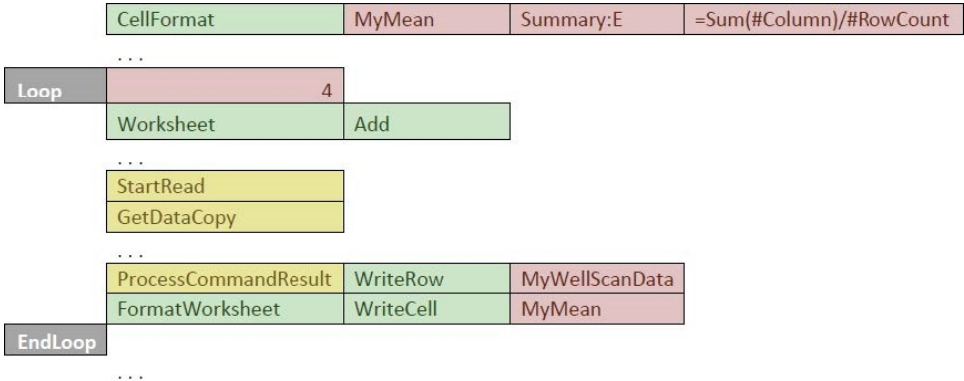 CellFormat MyMean Summary:E =Sum(#Column)/#RowCount
...
Loop 4
Worksheet Add
...
StartRead
GetDataCopy
...
ProcessCommandResult WriteRow MyWellScanData
FormatWorksheet WriteCell MyMean
EndLoop
...